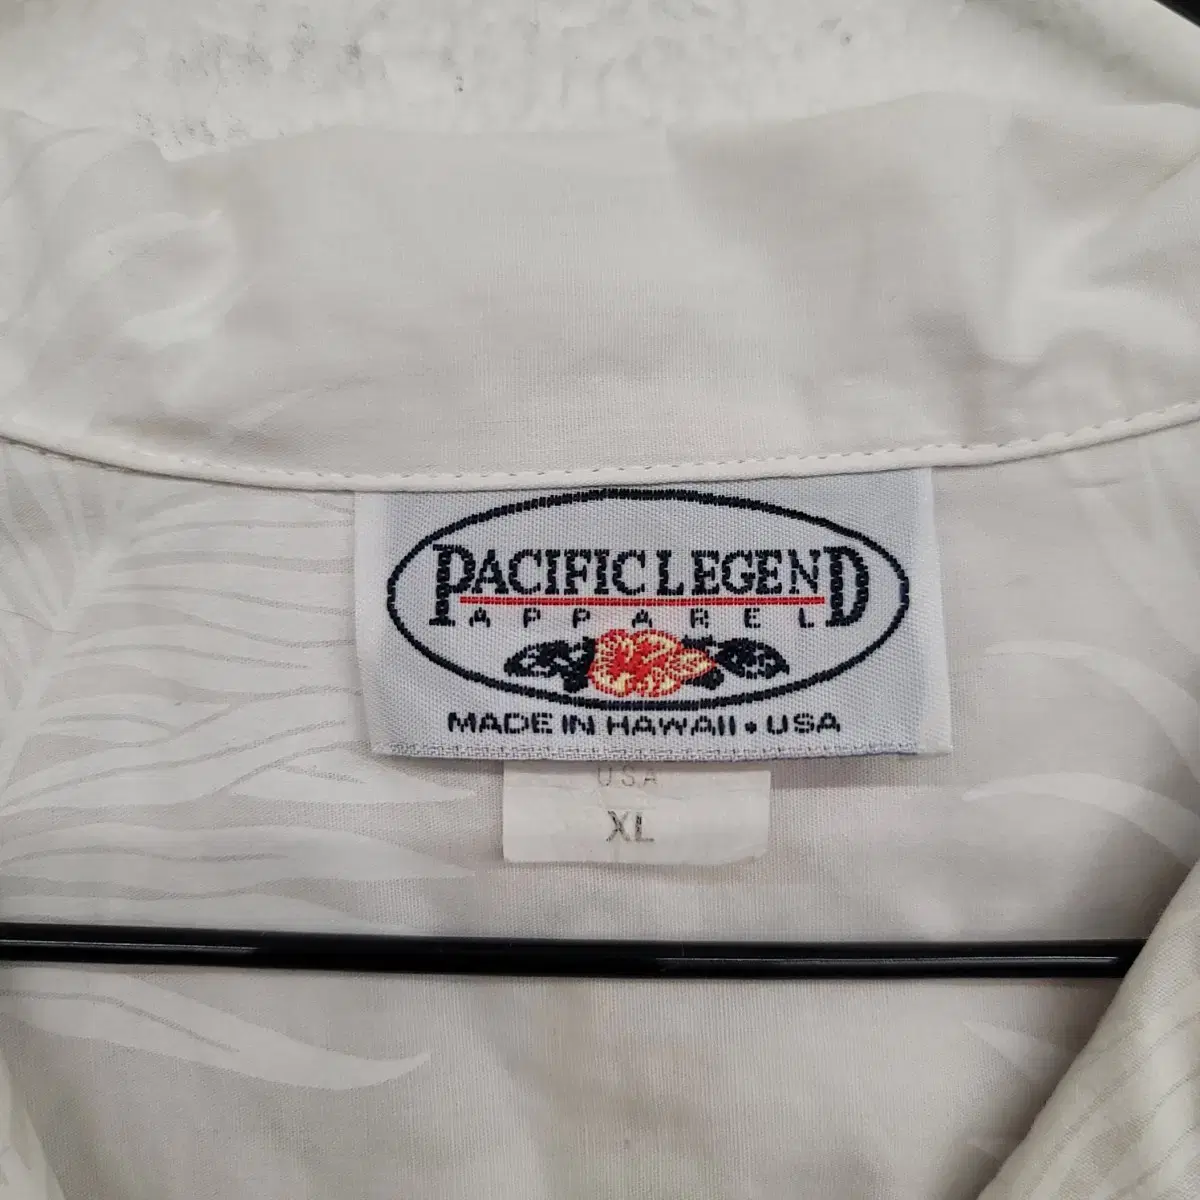 PACIFIC LEGEND
APPAREL
MADE IN HAWAII • USA
USA
XL